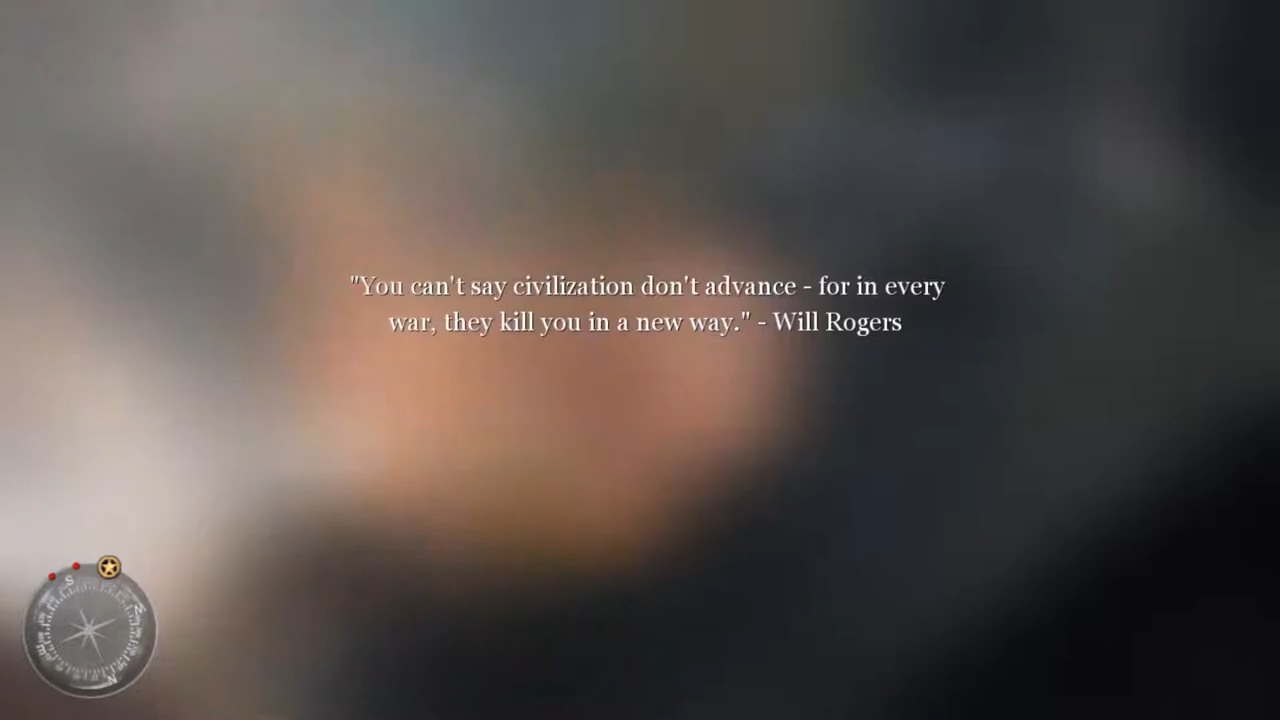 "You can't say civilization don't advance - for in every
war, they kill you in a new way." - Will Rogers
S
N